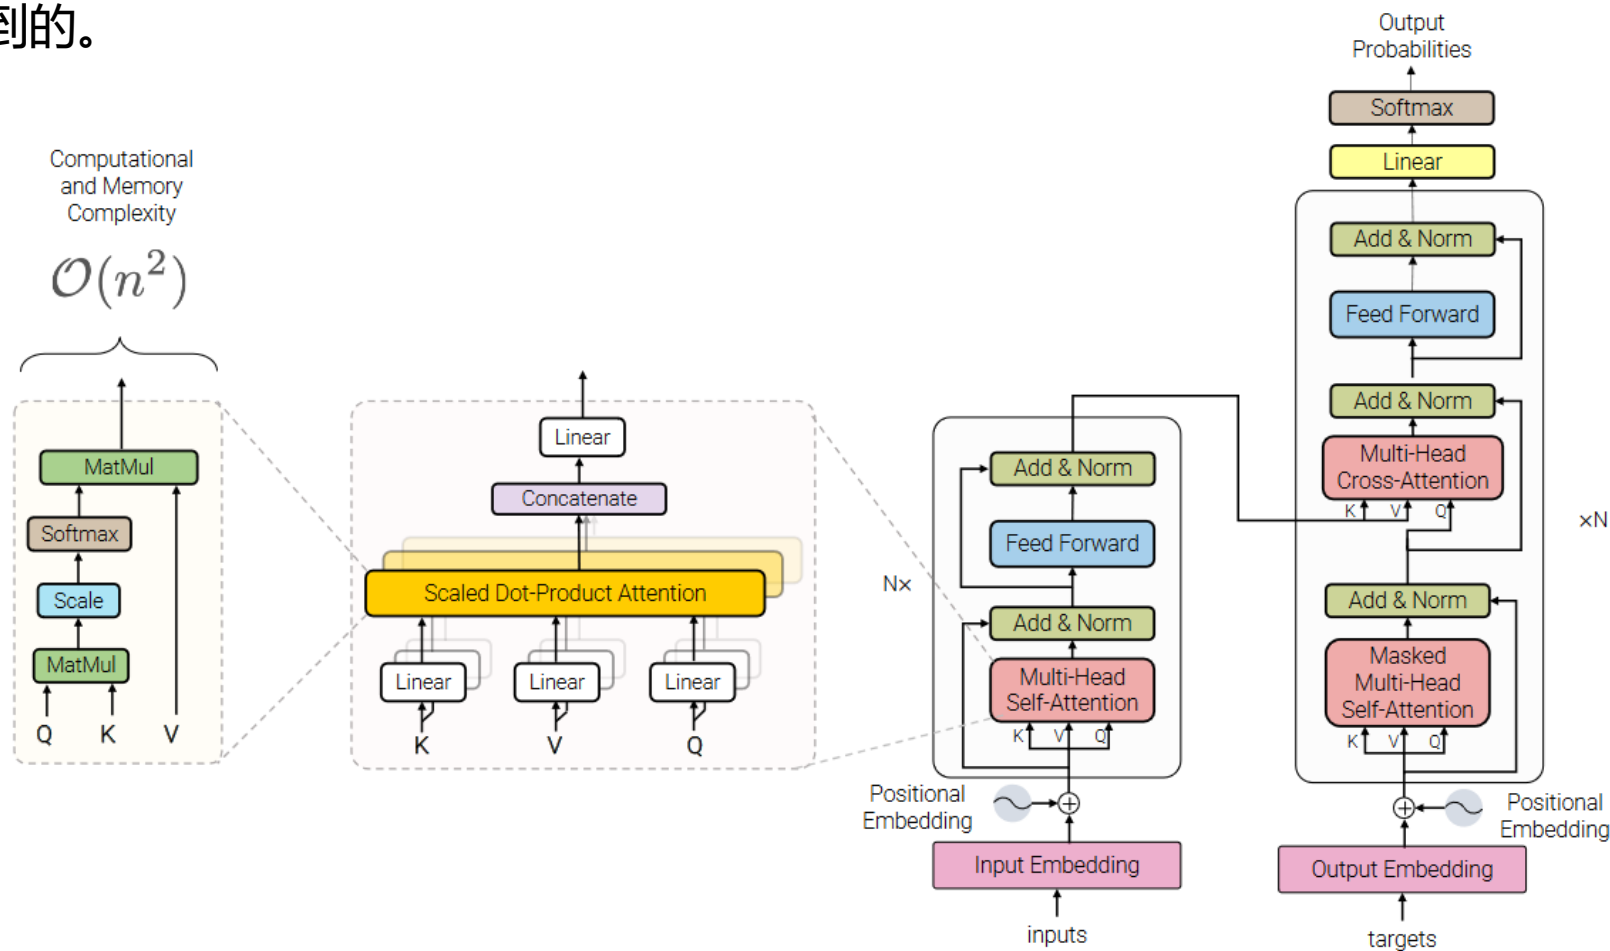 到的。
Computational
and Memory
Complexity
O(n²)
MatMul
Softmax
Scale
MatMul
Q K V
Linear
Concatenate
Scaled Dot-Product Attention
Linear Linear Linear
K V Q
N×
Add & Norm
Feed Forward
Add & Norm
Multi-Head
Self-Attention
K V Q
Positional
Embedding
Input Embedding
inputs
Output
Probabilities
Softmax
Linear
Add & Norm
Feed Forward
Add & Norm
Multi-Head
Cross-Attention
K V Q
×N
Add & Norm
Masked
Multi-Head
Self-Attention
K V Q
Positional
Embedding
Output Embedding
targets